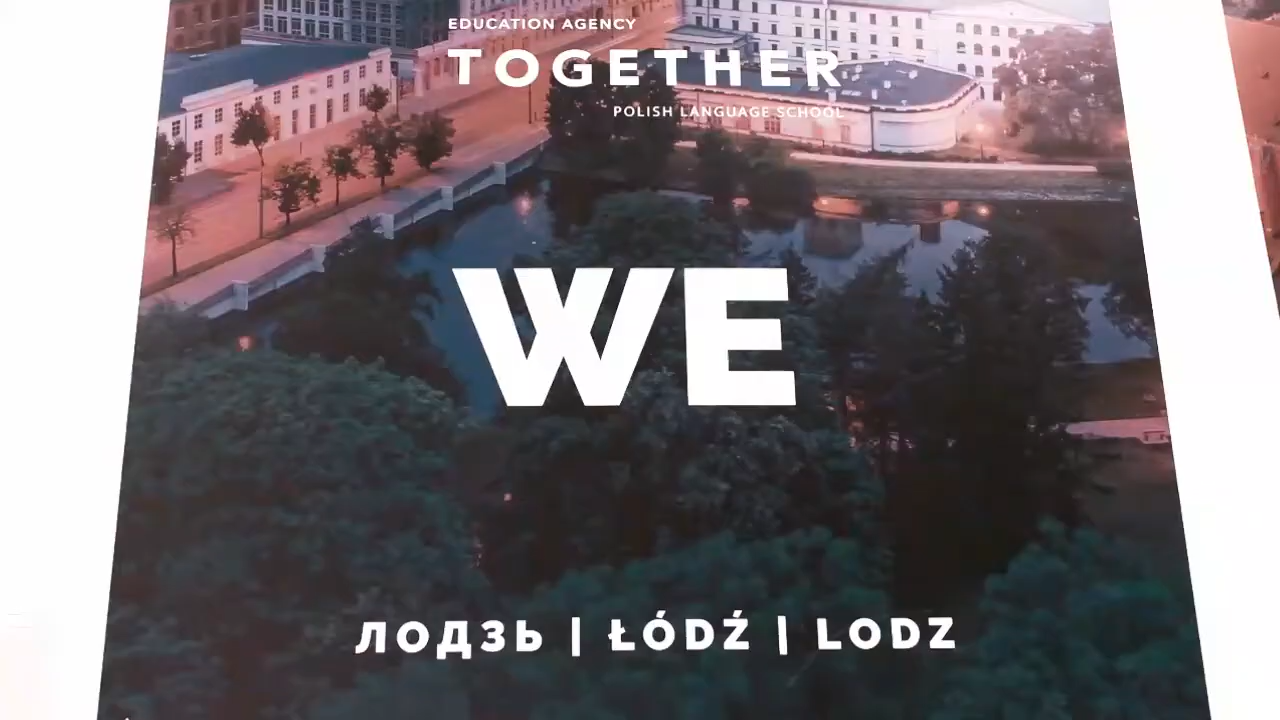 EDUCATION AGENCY
TOGETHER
POLISH LANGUAGE SCHOOL
WE
ЛОДЗЬ | ŁÓDŹ | LODZ